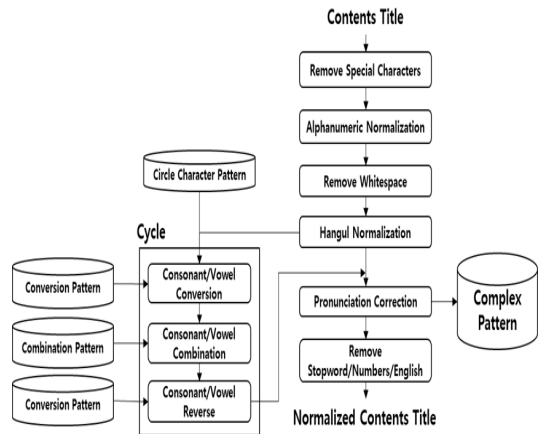 Contents Title
Remove Special Characters
Alphanumeric Normalization
Circle Character Pattern
Remove Whitespace
Hangul Normalization
Cycle
Conversion Pattern
Consonant/Vowel
Conversion
Pronunciation Correction
Complex
Pattern
Combination Pattern
Consonant/Vowel
Combination
Remove
Stopword/Numbers/English
Conversion Pattern
Consonant/Vowel
Reverse
Normalized Contents Title